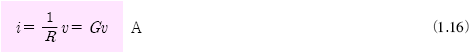 i = 1/R v = Gv A (1.16)